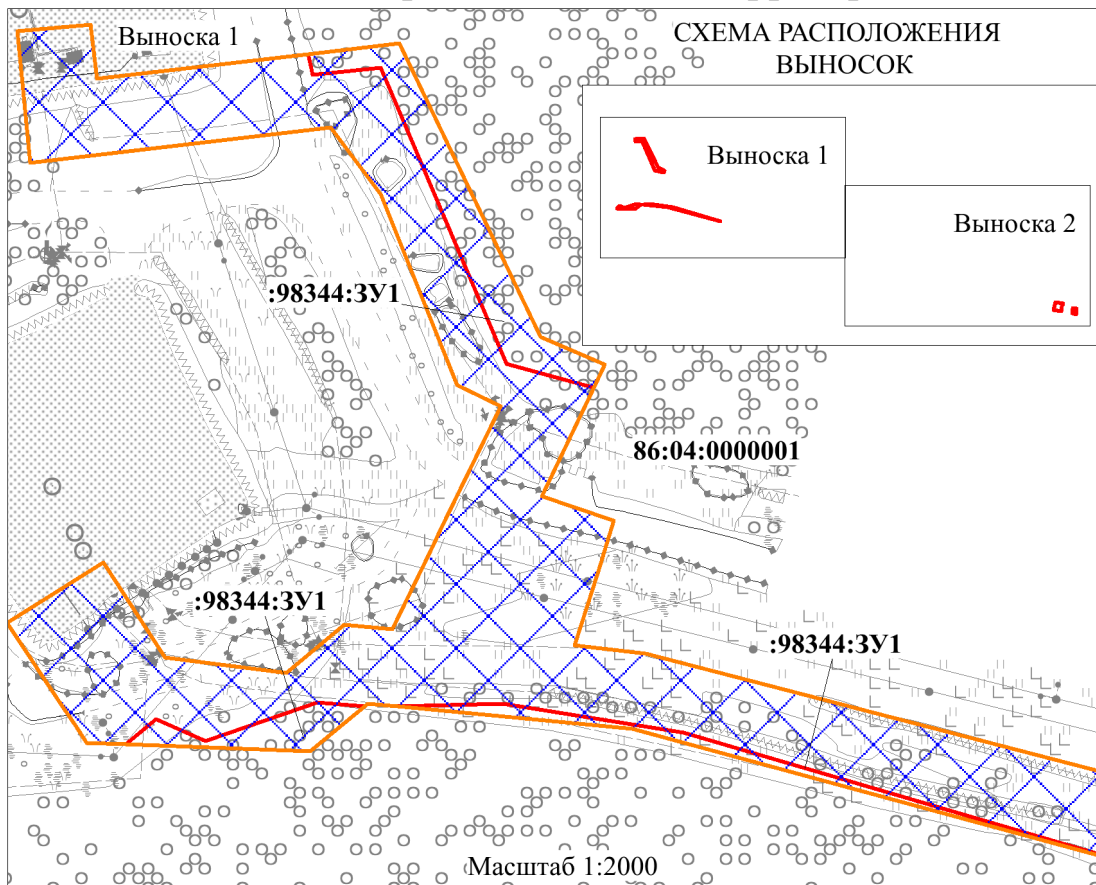 Выноска 1
СХЕМА РАСПОЛОЖЕНИЯ
ВЫНОСОК
Выноска 1
Выноска 2
:98344:ЗУ1
86:04:0000001
:98344:ЗУ1
:98344:ЗУ1
Масштаб 1:2000